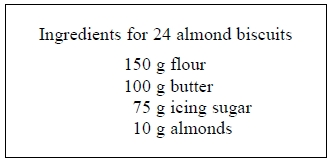 Ingredients for 24 almond biscuits
150 g flour
100 g butter
75 g icing sugar
10 g almonds